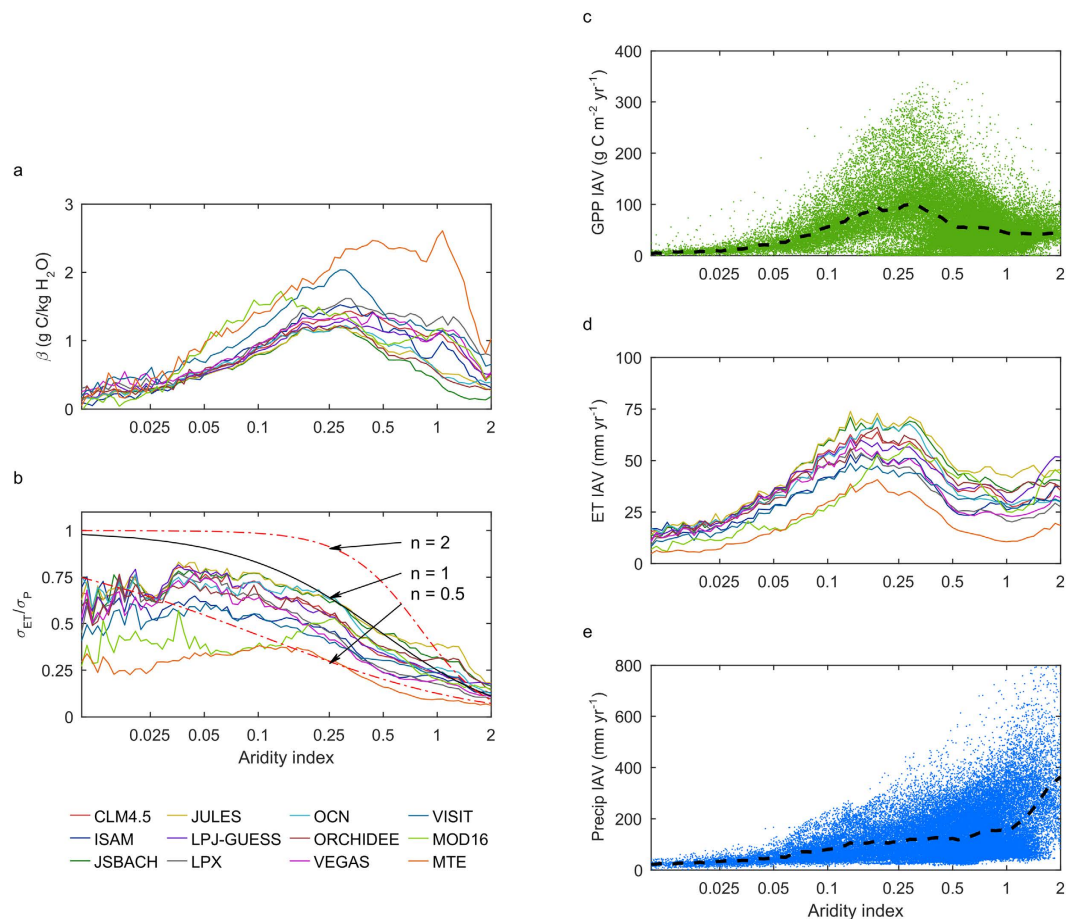 a
3
2
1
0
β (g C/kg H2O)
0.025 0.05 0.1 0.25 0.5 1 2
b
1
0.75
0.5
0.25
0
σET/σP
n = 2
n = 1
n = 0.5
0.025 0.05 0.1 0.25 0.5 1 2
Aridity index
CLM4.5 JULES OCN VISIT
ISAM LPJ-GUESS ORCHIDEE MOD16
JSBACH LPX VEGAS MTE
c
400
300
200
100
0
GPP IAV (g C m-2 yr-1)
0.025 0.05 0.1 0.25 0.5 1 2
d
100
75
50
25
0
ET IAV (mm yr-1)
0.025 0.05 0.1 0.25 0.5 1 2
e
800
600
400
200
0
Precip IAV (mm yr-1)
0.025 0.05 0.1 0.25 0.5 1 2
Aridity index